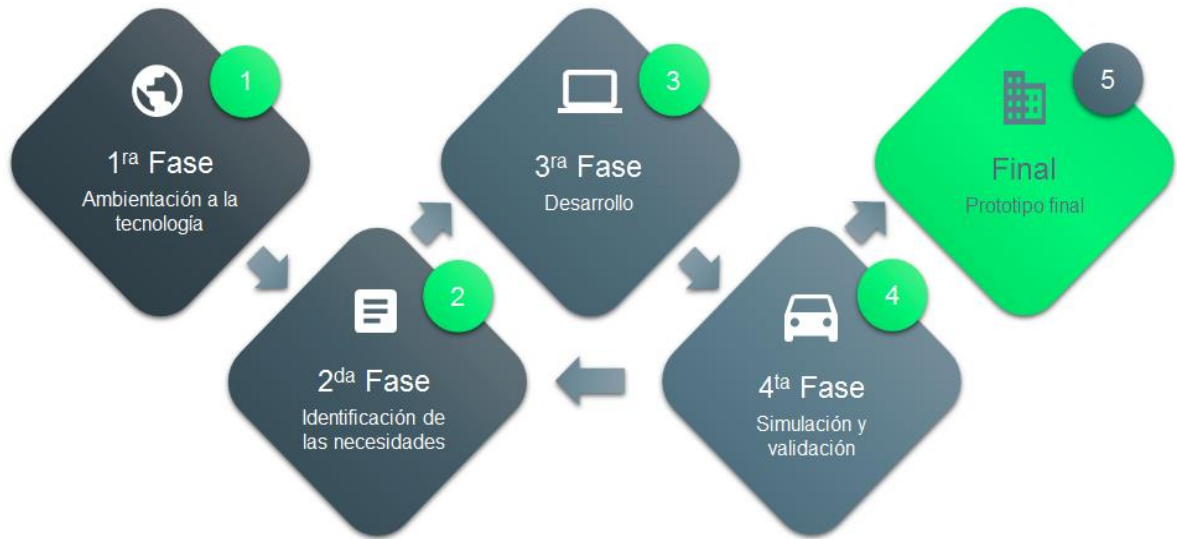 1
1ra Fase
Ambientación a la
tecnología
2
2da Fase
Identificación de
las necesidades
3
3ra Fase
Desarrollo
4
4ta Fase
Simulación y
validación
5
Final
Prototipo final